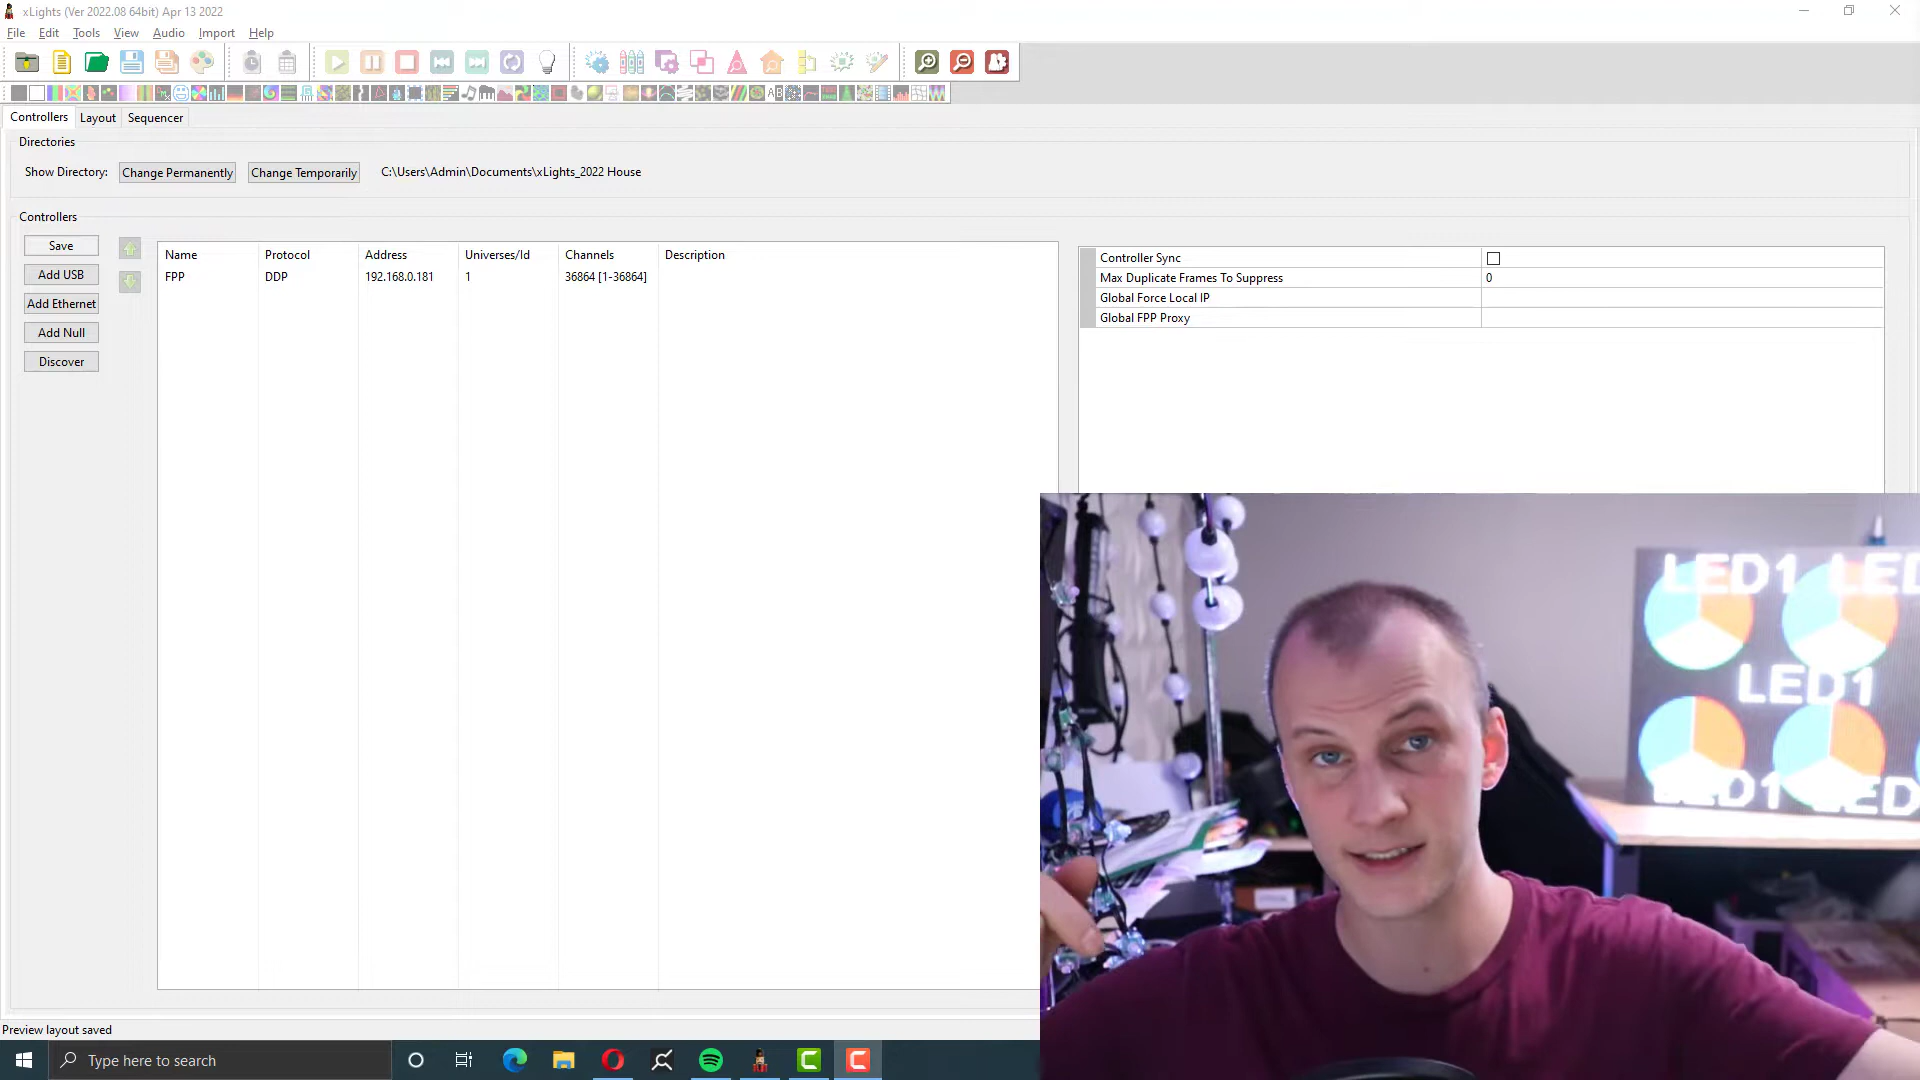 xLights (Ver 2022.08 64bit) Apr 13 2022
File Edit Tools View Audio Import Help
Controllers Layout Sequencer
Directories
Show Directory: Change Permanently Change Temporarily C:\Users\Admin\Documents\xLights_2022 House
Controllers
Save
Add USB
Add Ethernet
Add Null
Discover
Name Protocol Address Universes/Id Channels Description
FPP DDP 192.168.0.181 1 36864 [1-36864]
Controller Sync
Max Duplicate Frames To Suppress 0
Global Force Local IP
Global FPP Proxy
LED1 LED
LED1
LED1 LED
Preview layout saved
Type here to search